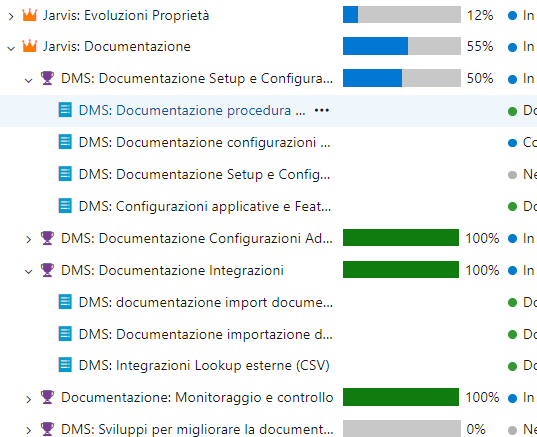 Jarvis: Evoluzioni Proprietà 12% In
Jarvis: Documentazione 55% In
DMS: Documentazione Setup e Configura... 50% In
DMS: Documentazione procedura ... ••• Do
DMS: Documentazione configurazioni ... Co
DMS: Documentazione Setup e Config... Ne
DMS: Configurazioni applicative e Feat... Do
DMS: Documentazione Configurazioni Ad... 100% In
DMS: Documentazione Integrazioni 100% In
DMS: documentazione import docume... Do
DMS: Documentazione importazione d... Do
DMS: Integrazioni Lookup esterne (CSV) Do
Documentazione: Monitoraggio e controllo 100% In
DMS: Sviluppi per migliorare la document... 0% Ne